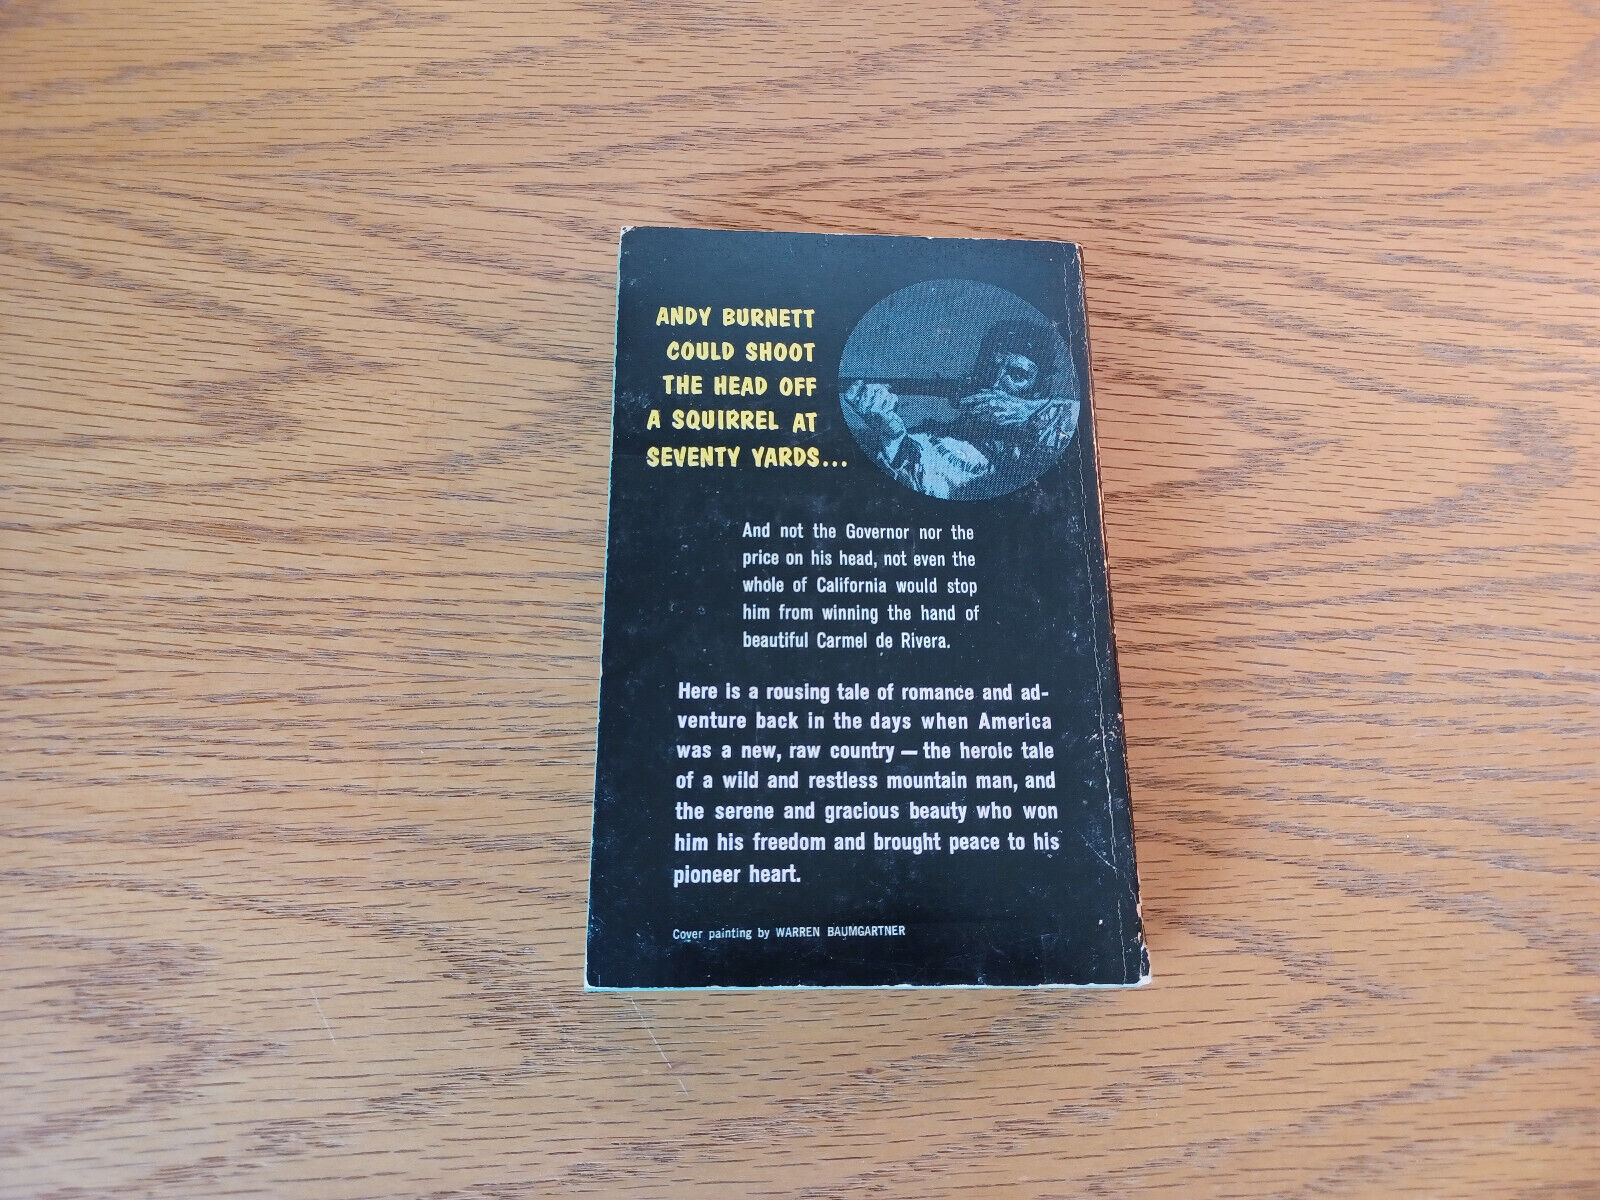 ANDY BURNETT
COULD SHOOT
THE HEAD OFF
A SQUIRREL AT
SEVENTY YARDS...
And not the Governor nor the
price on his head, not even the
whole of California would stop
him from winning the hand of
beautiful Carmel de Rivera.
Here is a rousing tale of romance and ad-
venture back in the days when America
was a new, raw country — the heroic tale
of a wild and restless mountain man, and
the serene and gracious beauty who won
him his freedom and brought peace to his
pioneer heart.
Cover painting by WARREN BAUMGARTNER